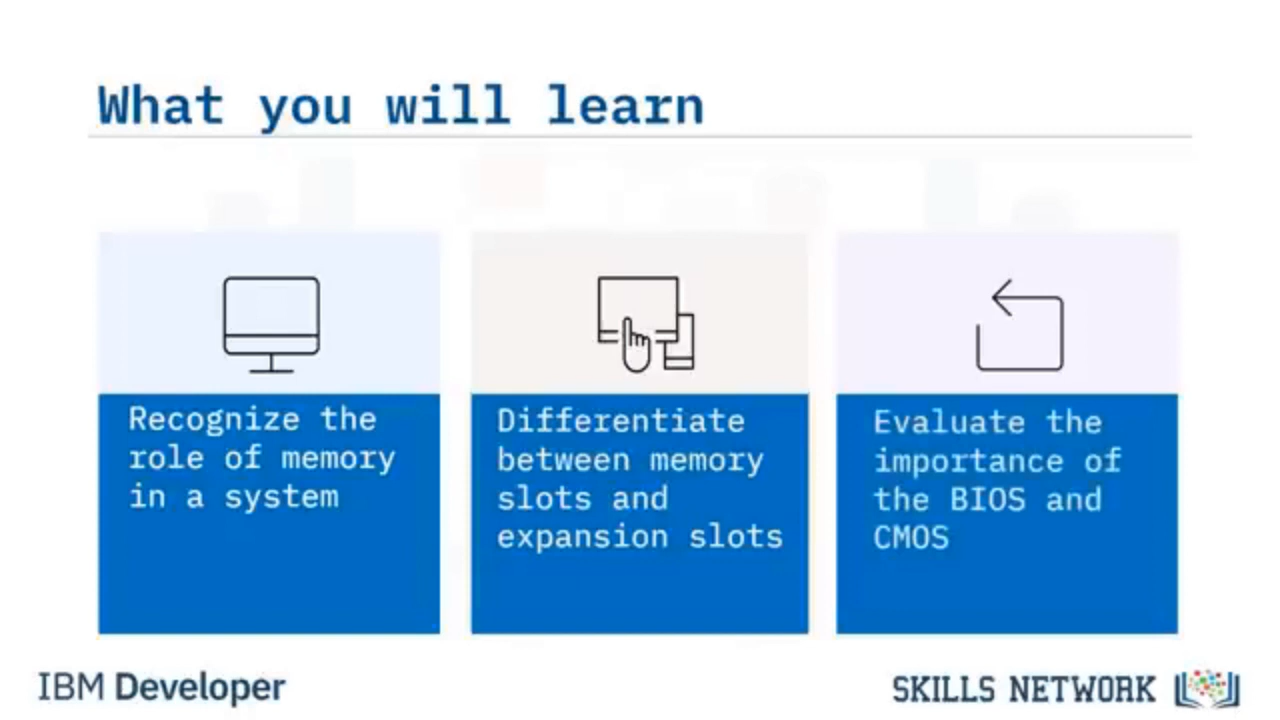 What you will learn
Recognize the
role of memory
in a system
Differentiate
between memory
slots and
expansion slots
Evaluate the
importance of
the BIOS and
CMOS
IBM Developer
SKILLS NETWORK